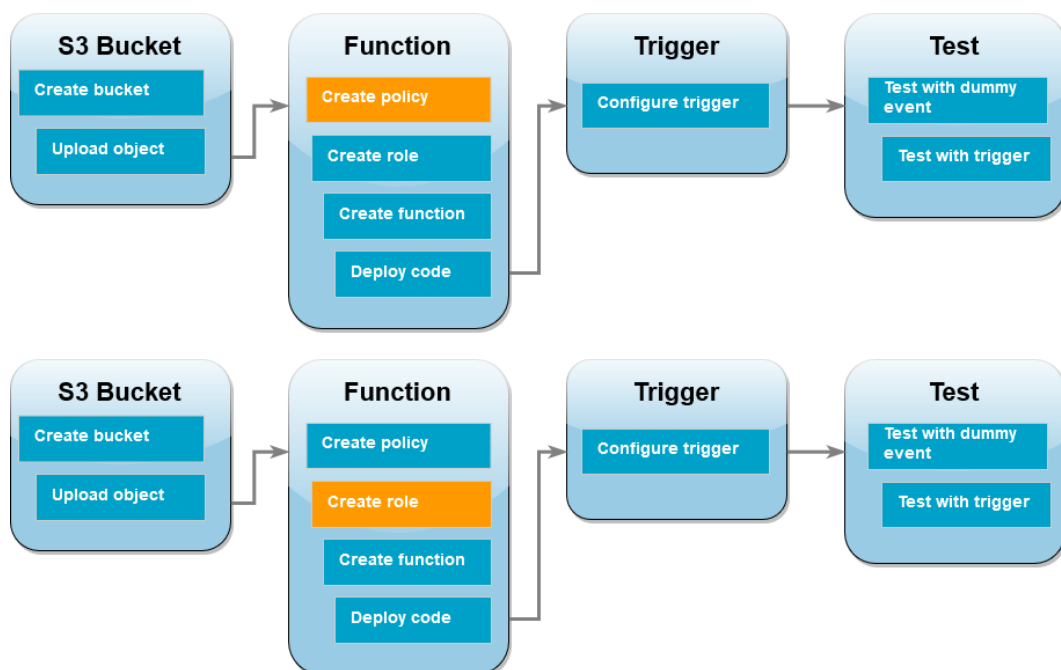 S3 Bucket
Create bucket
Upload object
Function
Create policy
Create role
Create function
Deploy code
Trigger
Configure trigger
Test
Test with dummy
event
Test with trigger
S3 Bucket
Create bucket
Upload object
Function
Create policy
Create role
Create function
Deploy code
Trigger
Configure trigger
Test
Test with dummy
event
Test with trigger